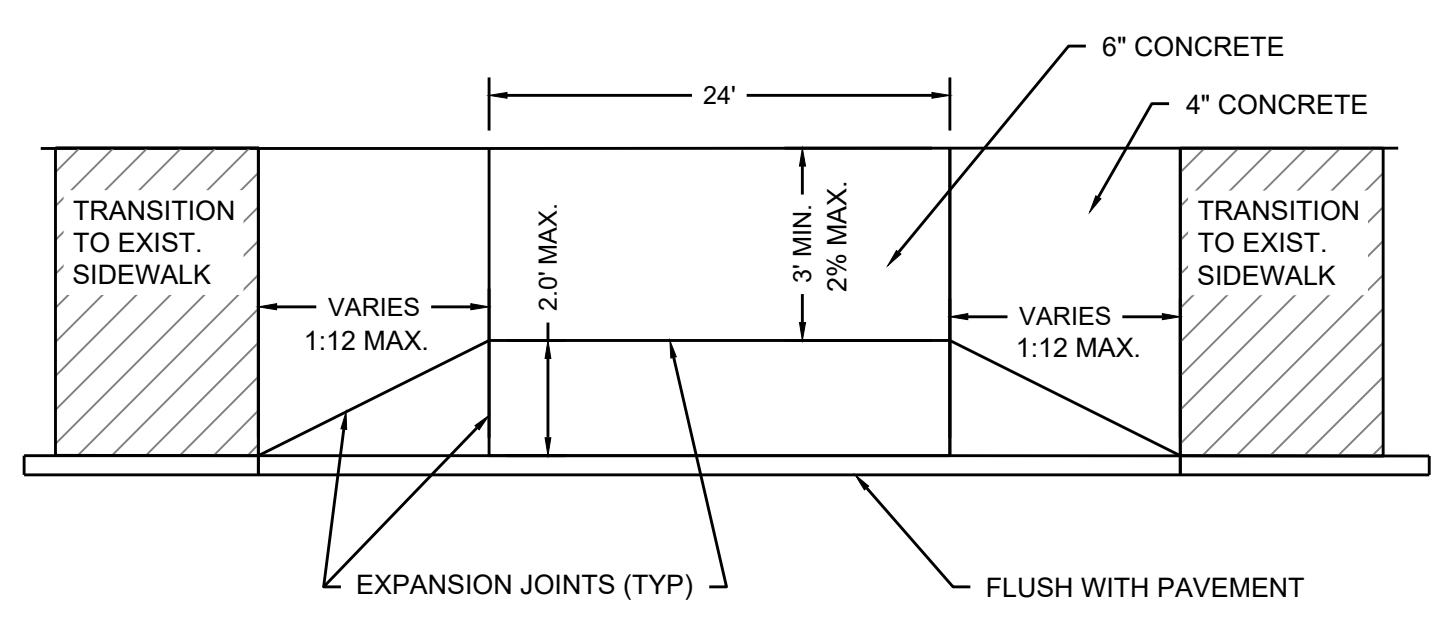 6" CONCRETE
24'
4" CONCRETE
TRANSITION
TO EXIST.
SIDEWALK
2.0' MAX.
3' MIN.
2% MAX.
TRANSITION
TO EXIST.
SIDEWALK
VARIES
1:12 MAX.
VARIES
1:12 MAX.
EXPANSION JOINTS (TYP)
FLUSH WITH PAVEMENT